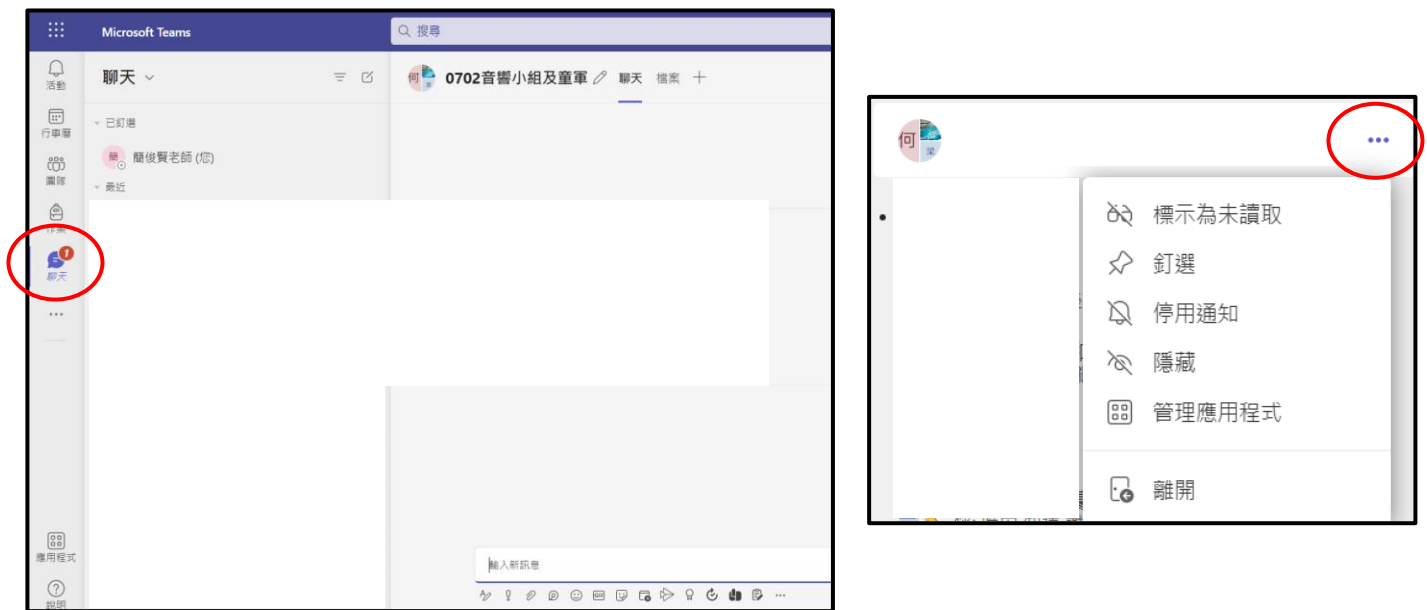 Microsoft Teams
搜尋
活動
行事曆
團隊
作業
1
聊天
應用程式
說明
聊天
已釘選
簡 簡俊賢老師 (您)
最近
何 0702音響小組及童軍 聊天 檔案
輸入新訊息
GIF
何
標示為未讀取
釘選
停用通知
隱藏
管理應用程式
離開